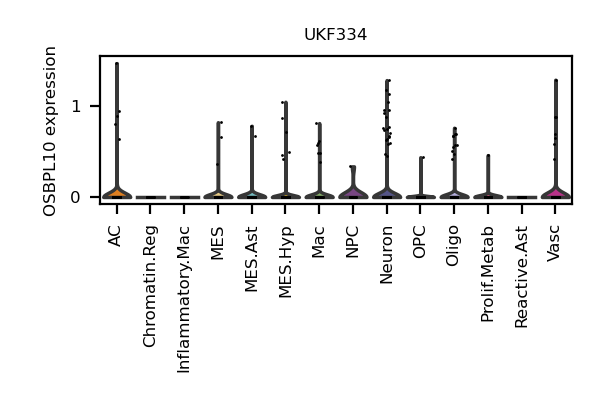 UKF334
OSBPL10 expression
1
0
AC
Chromatin.Reg
Inflammatory.Mac
MES
MES.Ast
MES.Hyp
Mac
NPC
Neuron
OPC
Oligo
Prolif.Metab
Reactive.Ast
Vasc